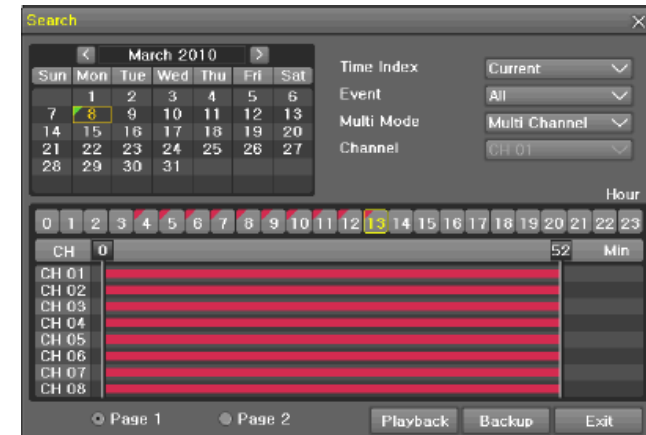 Search
March 2010
Sun Mon Tue Wed Thu Fri Sat
1 2 3 4 5 6
7 8 9 10 11 12 13
14 15 16 17 18 19 20
21 22 23 24 25 26 27
28 29 30 31
Time Index Current
Event All
Multi Mode Multi Channel
Channel CH 01
Hour
0 1 2 3 4 5 6 7 8 9 10 11 12 13 14 15 16 17 18 19 20 21 22 23
CH 0 52 Min
CH 01
CH 02
CH 03
CH 04
CH 05
CH 06
CH 07
CH 08
Page 1 Page 2 Playback Backup Exit